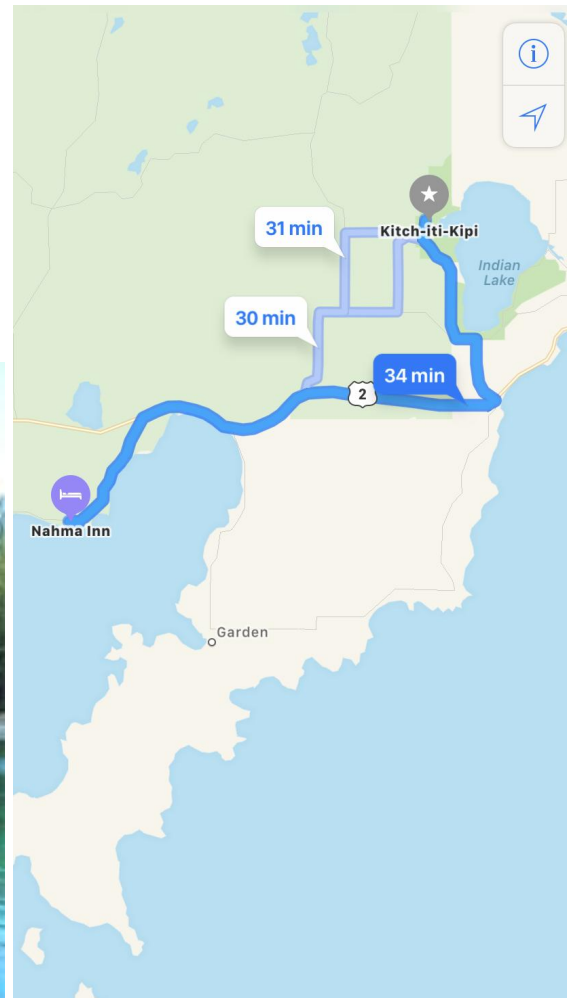 31 min
Kitch-iti-Kipi
Indian
Lake
30 min
34 min
2
Nahma Inn
Garden